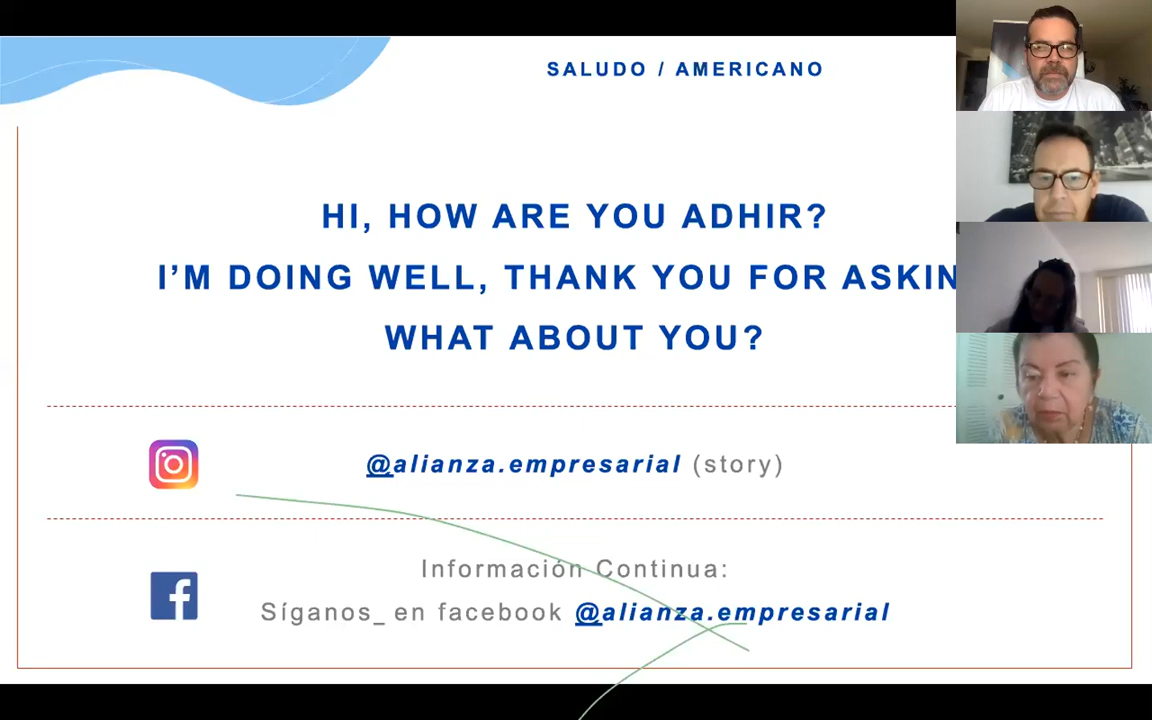 SALUDO / AMERICANO
HI, HOW ARE YOU ADHIR?
I’M DOING WELL, THANK YOU FOR ASKIN
WHAT ABOUT YOU?
@alianza.empresarial (story)
Información Continua:
Síganos_ en facebook @alianza.empresarial